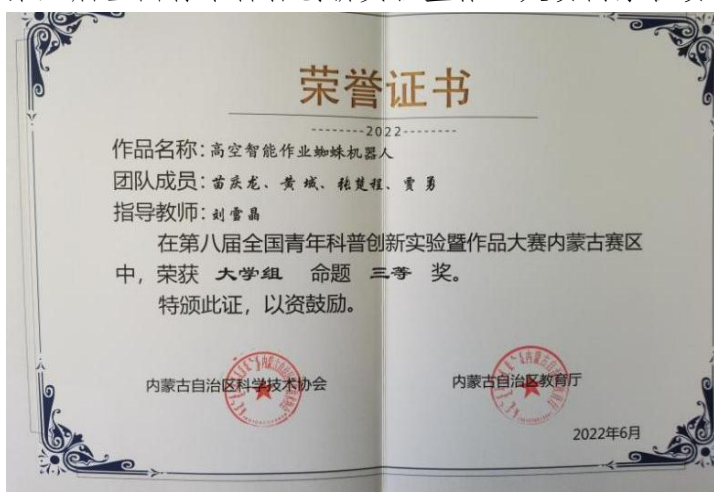 荣誉证书
--------2022--------
作品名称：高空智能作业蜘蛛机器人
团队成员：苗庆龙、黄域、张楚程、贾勇
指导教师：刘雪晶
在第八届全国青年科普创新实验暨作品大赛内蒙古赛区
中，荣获 大学组 命题 三等 奖。
特颁此证，以资鼓励。
内蒙古自治区科学技术协会
内蒙古自治区教育厅
2022年6月